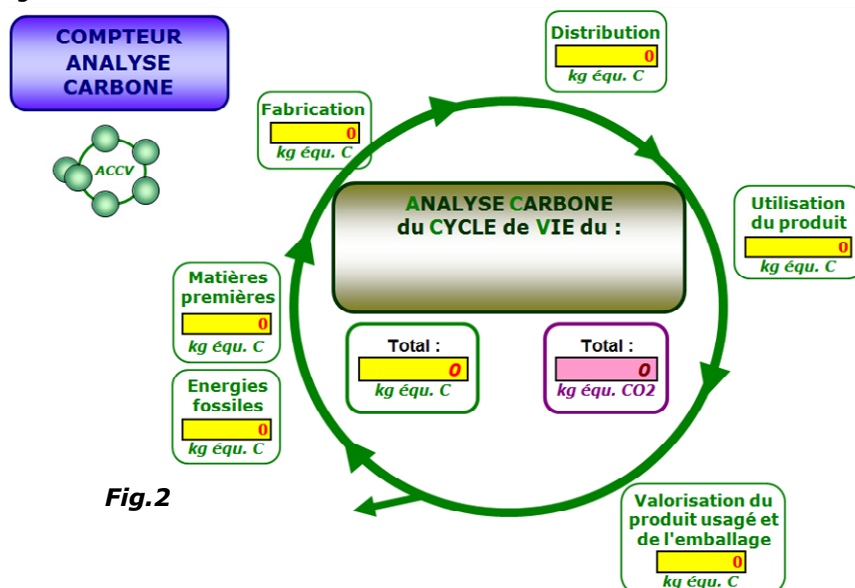 COMPTEUR
ANALYSE
CARBONE
ACCV
Distribution
0
kg équ. C
Fabrication
0
kg équ. C
ANALYSE CARBONE
du CYCLE de VIE du :
Utilisation
du produit
0
kg équ. C
Matières
premières
0
kg équ. C
Total :
0
kg équ. C
Total :
0
kg équ. CO2
Energies
fossiles
0
kg équ. C
Fig.2
Valorisation du
produit usagé et
de l'emballage
0
kg équ. C